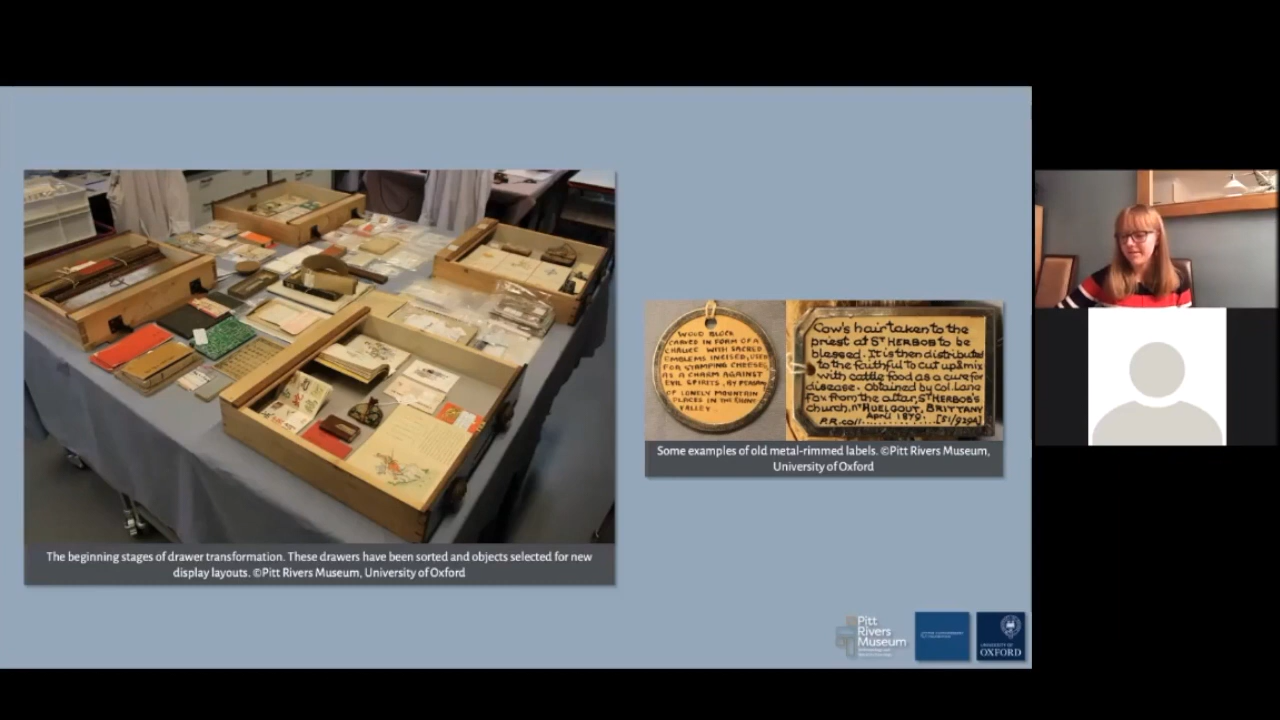 The beginning stages of drawer transformation. These drawers have been sorted and objects selected for new
display layouts. ©Pitt Rivers Museum, University of Oxford
WOOD BLOCK
CARVED IN FORM OF A
CHALICE WITH SACRED
EMBLEMS INCISED, USED
FOR STAMPING CHEESES
AS A CHARM AGAINST
EVIL SPIRITS, BY PEASANTS
OF LONELY MOUNTAIN
PLACES IN THE
VALLEY.
Cow's hair taken to the
priest at ST HERBOB to be
blessed. It is then distributed
to the faithful to cut up & mix
with cattle food as a cure for
disease. Obtained by Col. Lane
Fox from the altar, ST HERBOB'S
church, nr HUELGOUT, BRITTANY
April 1879.
P.R. coll.
Some examples of old metal-rimmed labels. ©Pitt Rivers Museum,
University of Oxford
Pitt
Rivers
Museum
UNIVERSITY OF
OXFORD